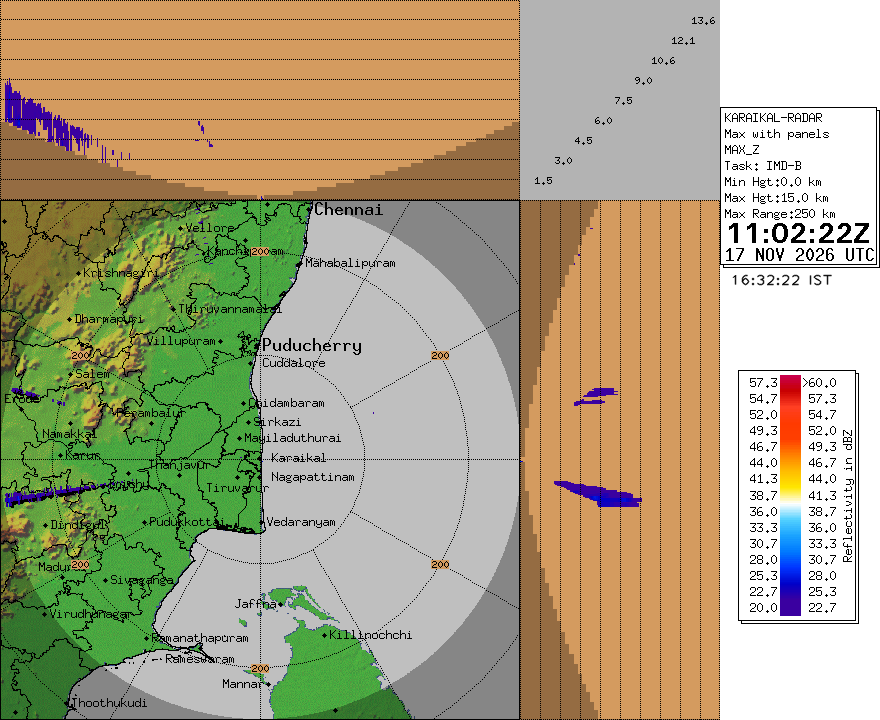 13.6
12.1
10.6
9.0
7.5
6.0
4.5
3.0
1.5
KARAIKAL-RADAR
Max with panels
MAX_Z
Task: IMD-B
Min Hgt:0.0 km
Max Hgt:15.0 km
Max Range:250 km
11:02:22Z
17 NOV 2026 UTC
16:32:22 IST
Chennai
Vellore
200
Mahabalipuram
Krishnagiri
Thiruvannamalai
Dharmapuri
Villupuram
Puducherry
200
200
Cuddalore
Salem
Erode
Chidambaram
Perambalur
Sirkazi
Namakkal
Mayiladuthurai
Karur
Karaikal
Thanjavur
Nagapattinam
Tiruvarur
Dindigul
Pudukkottai
Vedaranyam
200
200
Sivaganga
Jaffna
Virudhunagar
Killinochchi
Ramanathapuram
Rameswaram
200
Mannar
Thoothukudi
57.3 >60.0
54.7 57.3
52.0 54.7
49.3 52.0
46.7 49.3
44.0 46.7
41.3 44.0
38.7 41.3
36.0 38.7
33.3 36.0
30.7 33.3
28.0 30.7
25.3 28.0
22.7 25.3
20.0 22.7
Reflectivity in dBZ